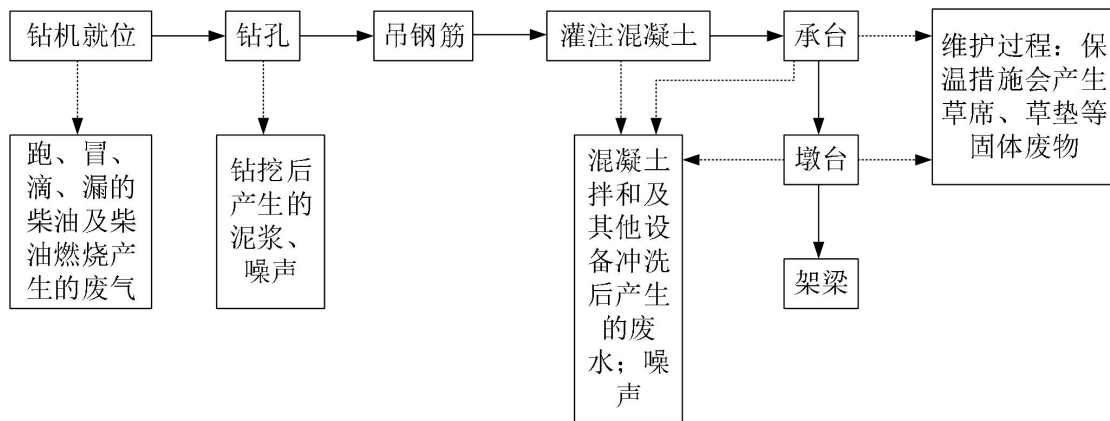 钻机就位
钻孔
吊钢筋
灌注混凝土
承台
维护过程：保
温措施会产生
草席、草垫等
固体废物
跑、冒、
滴、漏的
柴油及柴
油燃烧产
生的废气
钻挖后
产生的
泥浆、
噪声
混凝土
拌和及
其他设
备冲洗
后产生
的废
水；噪
声
墩台
架梁